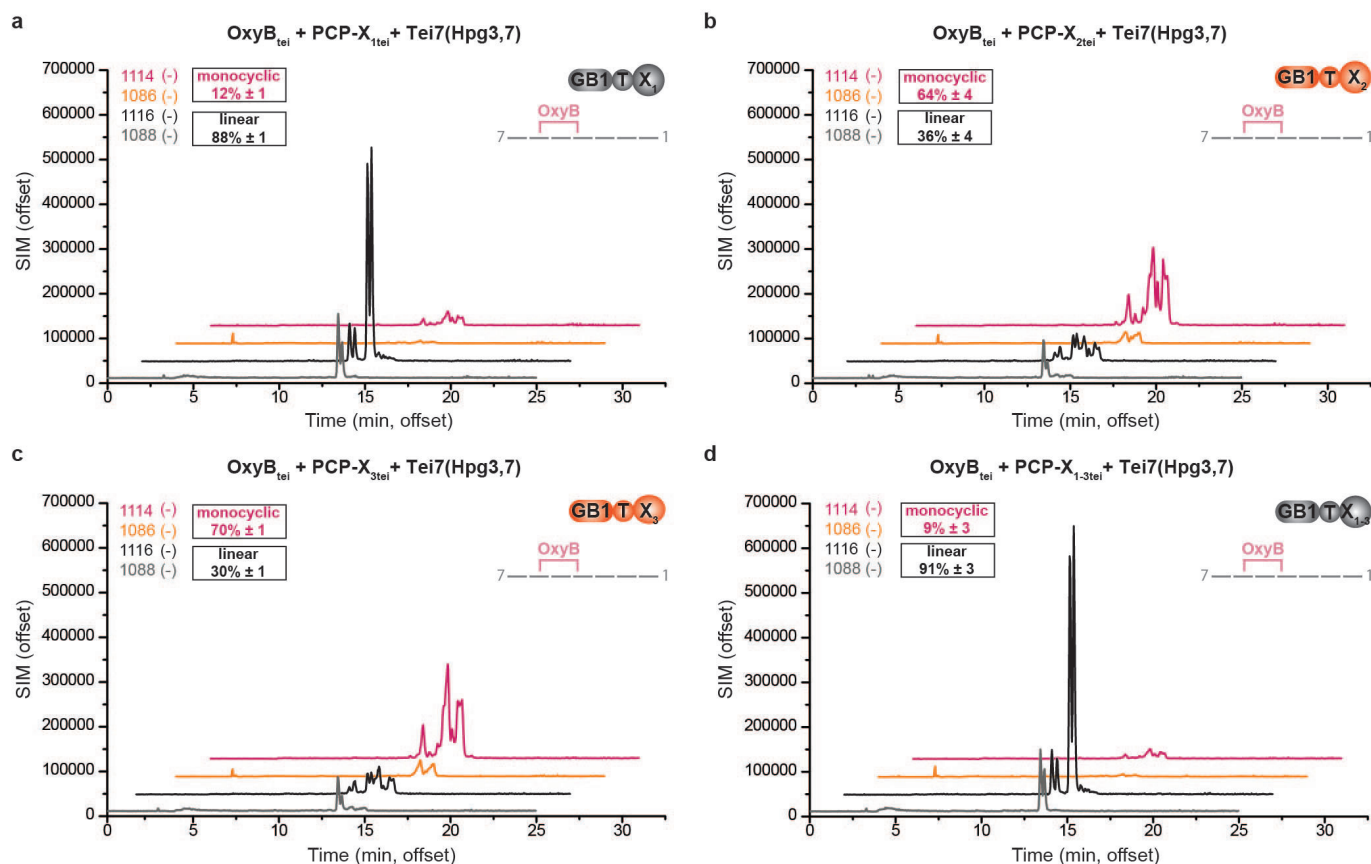 a
OxyBtei + PCP-X1tei+ Tei7(Hpg3,7)
1114 (-) monocyclic
1086 (-) 12% ± 1
1116 (-) linear
1088 (-) 88% ± 1
GB1 T X1
OxyB
7 1
700000
600000
500000
400000
300000
200000
100000
0
SIM (offset)
0 5 10 15 20 25 30
Time (min, offset)
b
OxyBtei + PCP-X2tei+ Tei7(Hpg3,7)
1114 (-) monocyclic
1086 (-) 64% ± 4
1116 (-) linear
1088 (-) 36% ± 4
GB1 T X2
OxyB
7 1
700000
600000
500000
400000
300000
200000
100000
0
SIM (offset)
0 5 10 15 20 25 30
Time (min, offset)
c
OxyBtei + PCP-X3tei+ Tei7(Hpg3,7)
1114 (-) monocyclic
1086 (-) 70% ± 1
1116 (-) linear
1088 (-) 30% ± 1
GB1 T X3
OxyB
7 1
700000
600000
500000
400000
300000
200000
100000
0
SIM (offset)
0 5 10 15 20 25 30
Time (min, offset)
d
OxyBtei + PCP-X1-3tei+ Tei7(Hpg3,7)
1114 (-) monocyclic
1086 (-) 9% ± 3
1116 (-) linear
1088 (-) 91% ± 3
GB1 T X1-3
OxyB
7 1
700000
600000
500000
400000
300000
200000
100000
0
SIM (offset)
0 5 10 15 20 25 30
Time (min, offset)